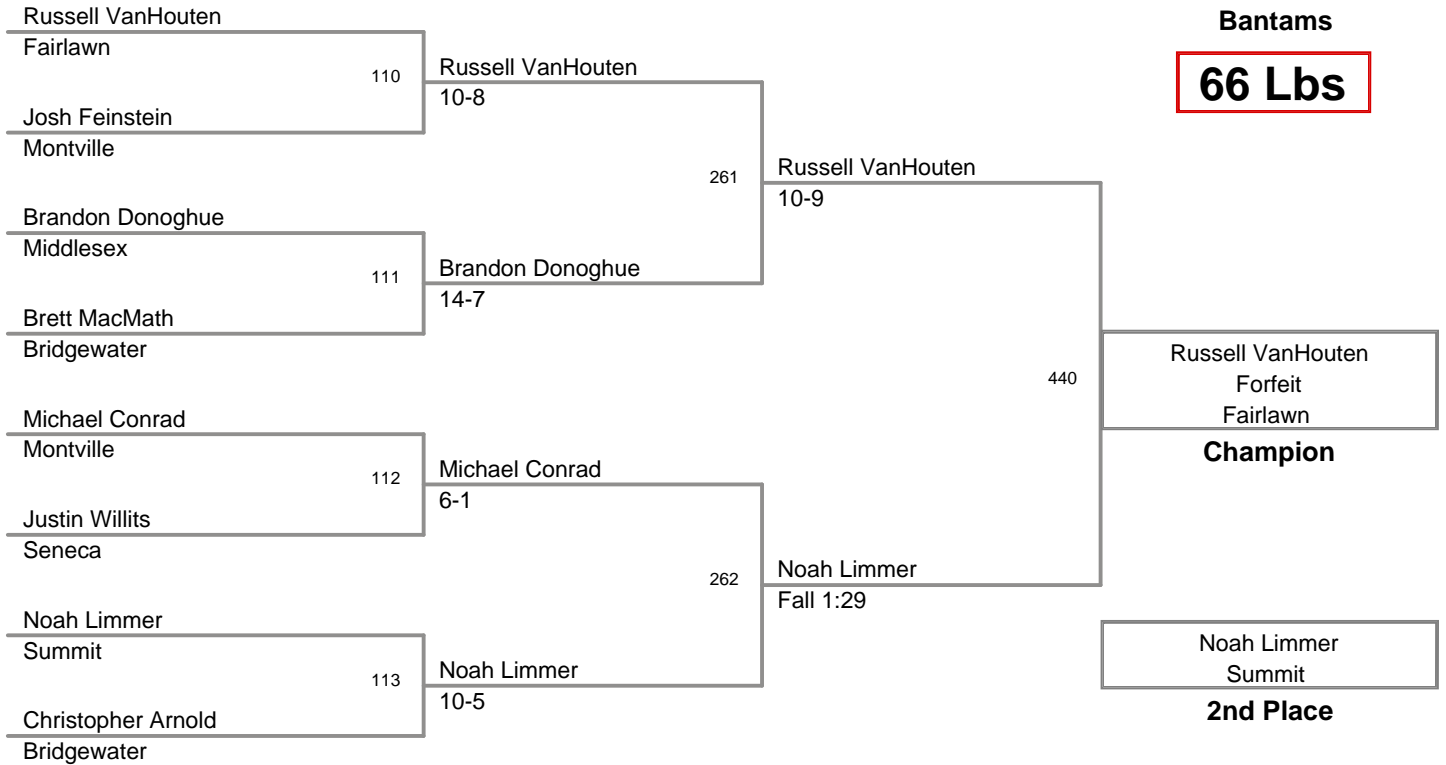 Russell VanHouten
Fairlawn
110
Josh Feinstein
Montville
Russell VanHouten
10-8
Brandon Donoghue
Middlesex
111
Brett MacMath
Bridgewater
Brandon Donoghue
14-7
261
Russell VanHouten
10-9
Michael Conrad
Montville
112
Justin Willits
Seneca
Michael Conrad
6-1
Noah Limmer
Summit
113
Christopher Arnold
Bridgewater
Noah Limmer
10-5
262
Noah Limmer
Fall 1:29
440
Bantams
66 Lbs
Russell VanHouten
Forfeit
Fairlawn
Champion
Noah Limmer
Summit
2nd Place